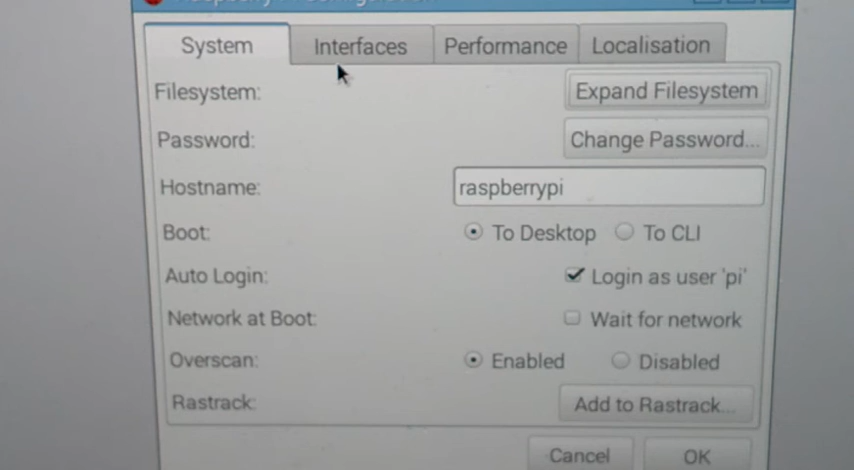 System Interfaces Performance Localisation
Filesystem: Expand Filesystem
Password: Change Password...
Hostname: raspberrypi
Boot: To Desktop To CLI
Auto Login: Login as user 'pi'
Network at Boot: Wait for network
Overscan: Enabled Disabled
Rastrack: Add to Rastrack...
Cancel OK